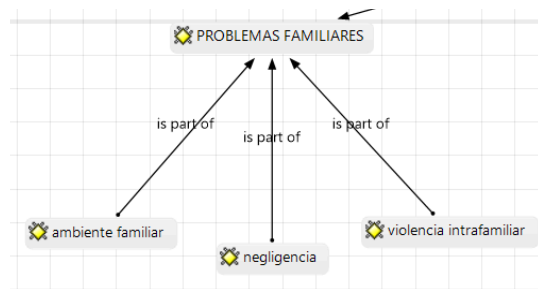 PROBLEMAS FAMILIARES
is part of
is part of
is part of
ambiente familiar
negligencia
violencia intrafamiliar